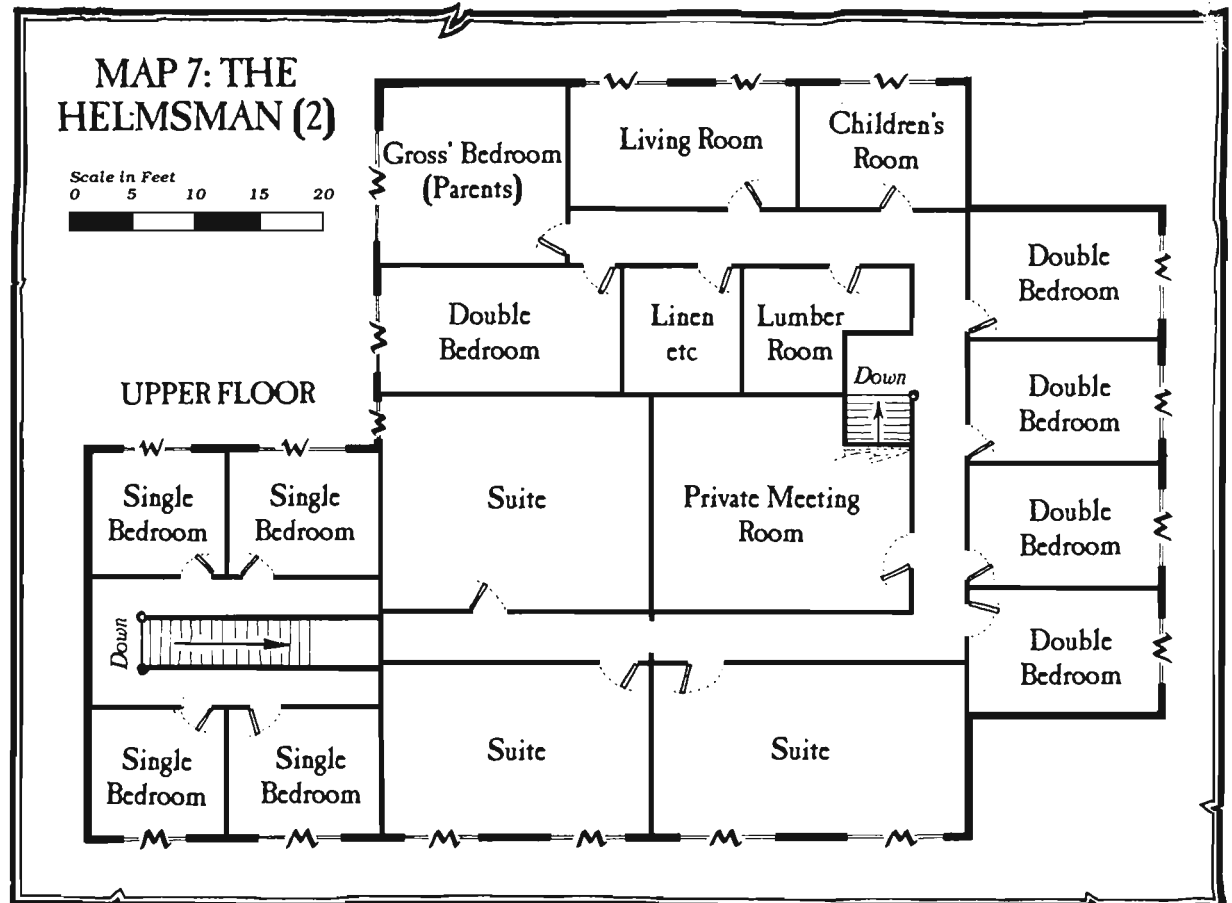 MAP 7: THE
HELMSMAN (2)
Scale in Feet
0 5 10 15 20
Gross' Bedroom
(Parents)
Living Room
Children's
Room
Double
Bedroom
Linen
etc
Lumber
Room
Double
Bedroom
Down
Double
Bedroom
UPPER FLOOR
Single
Bedroom
Single
Bedroom
Suite
Private Meeting
Room
Double
Bedroom
Down
Double
Bedroom
Single
Bedroom
Single
Bedroom
Suite
Suite